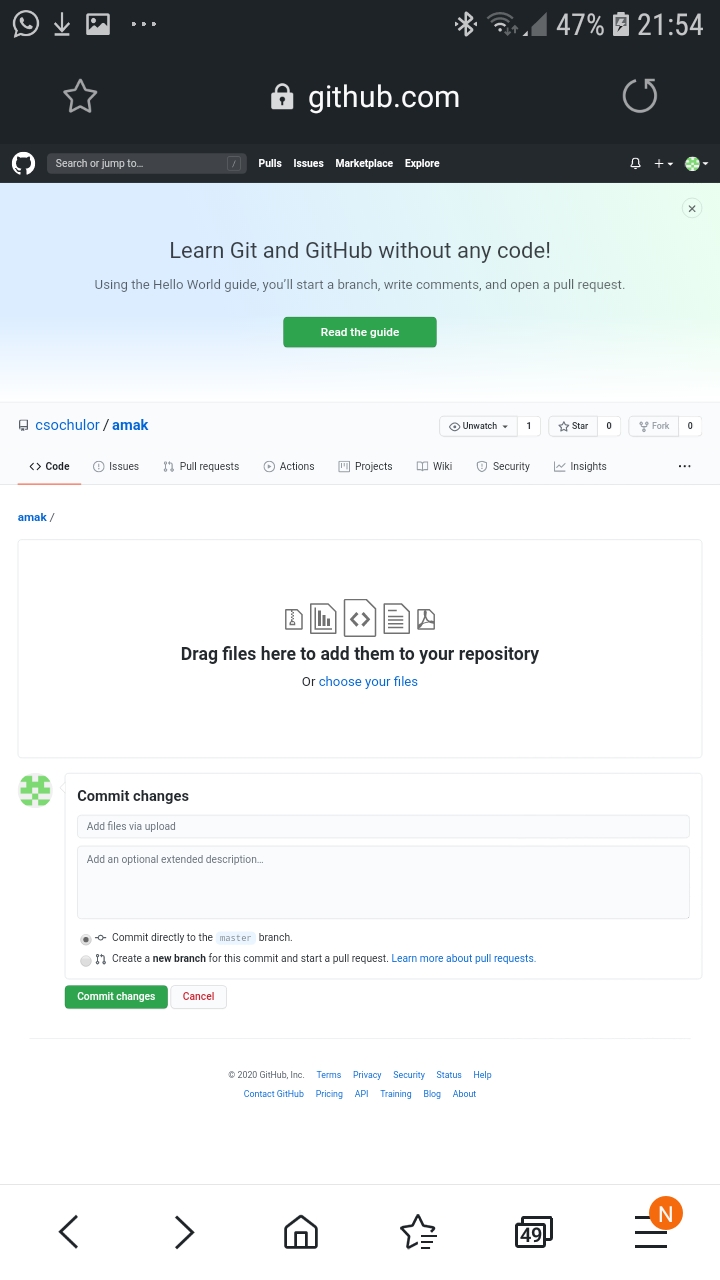 47% 21:54
github.com
Search or jump to... / Pulls Issues Marketplace Explore
Learn Git and GitHub without any code!
Using the Hello World guide, you’ll start a branch, write comments, and open a pull request.
Read the guide
csochulor / amak Unwatch 1 Star 0 Fork 0
Code Issues Pull requests Actions Projects Wiki Security Insights
amak /
Drag files here to add them to your repository
Or choose your files
Commit changes
Add files via upload
Add an optional extended description…
Commit directly to the master branch.
Create a new branch for this commit and start a pull request. Learn more about pull requests.
Commit changes Cancel
© 2020 GitHub, Inc. Terms Privacy Security Status Help
Contact GitHub Pricing API Training Blog About
49 N